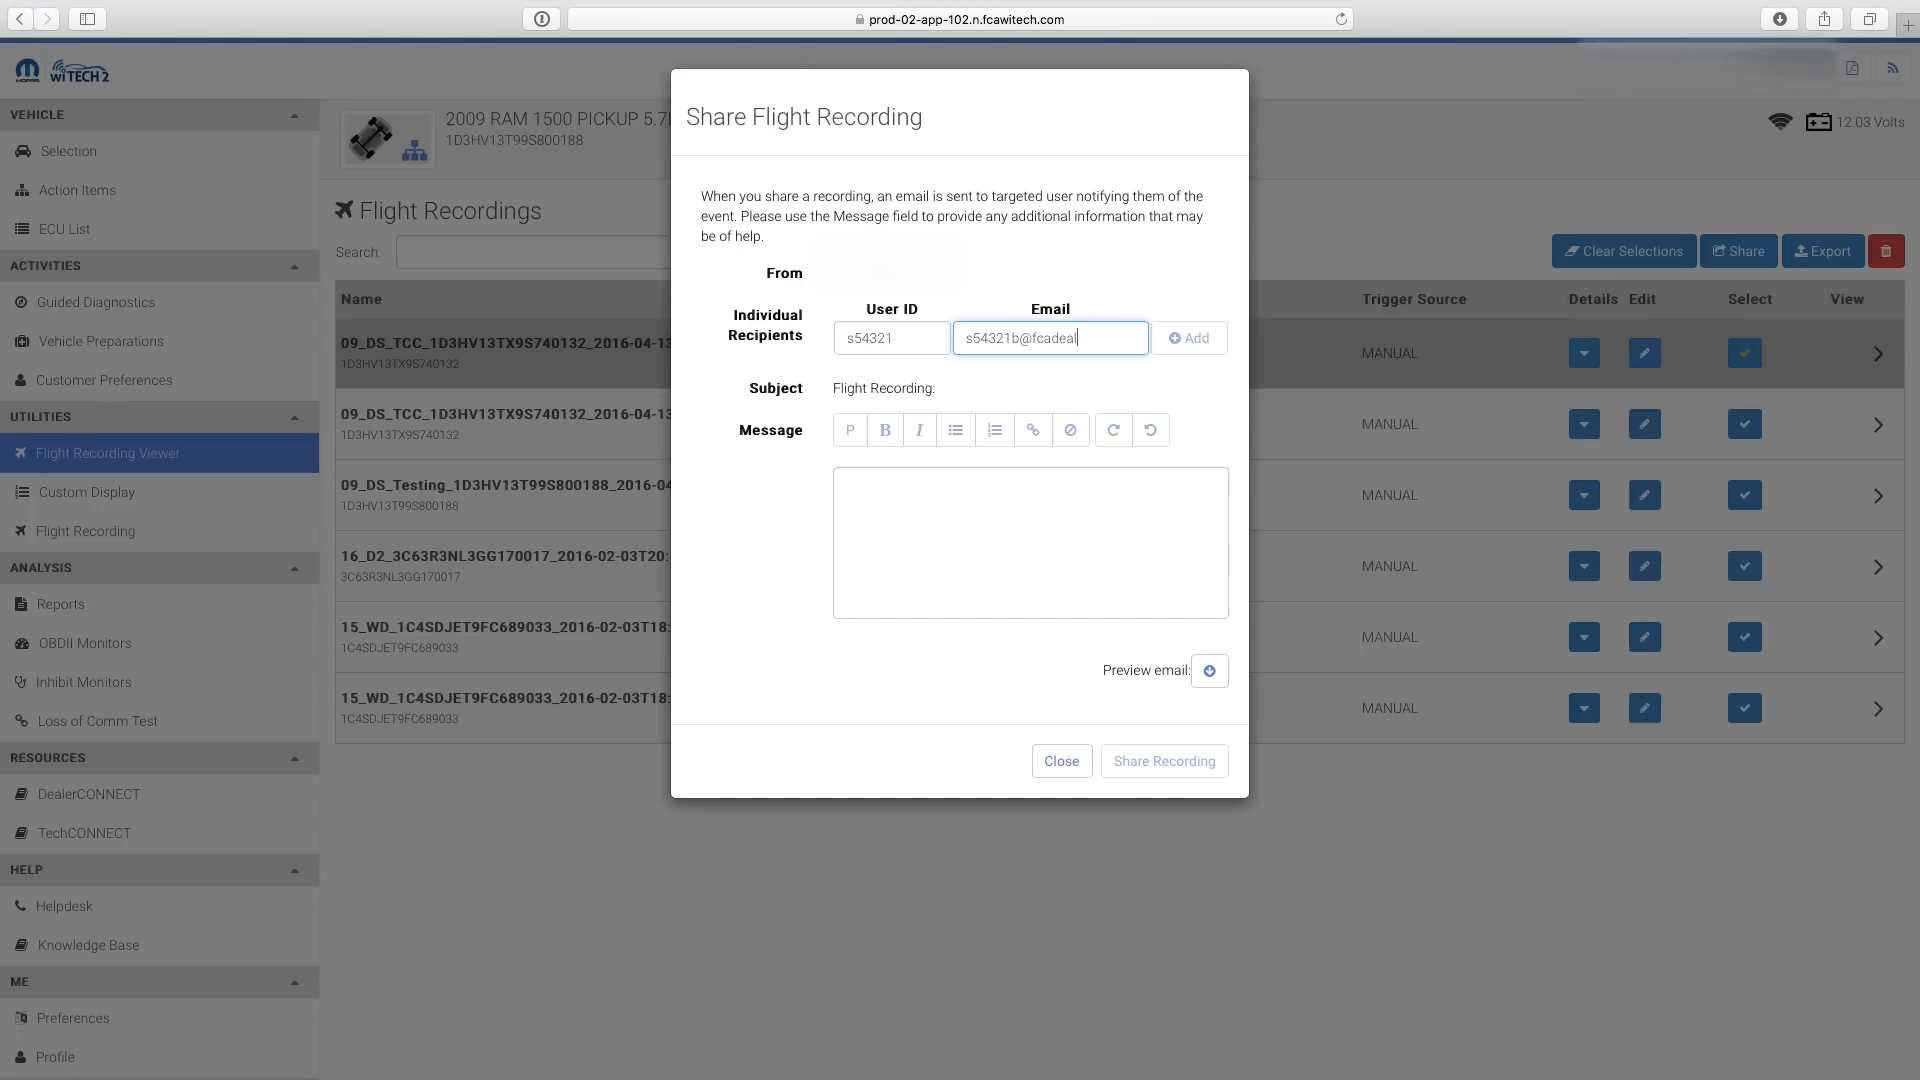 prod-02-app-102.n.fcawitech.com
MOPAR
WiTECH 2
VEHICLE
Selection
Action Items
ECU List
ACTIVITIES
Guided Diagnostics
Vehicle Preparations
Customer Preferences
UTILITIES
Flight Recording Viewer
Custom Display
Flight Recording
ANALYSIS
Reports
OBDII Monitors
Inhibit Monitors
Loss of Comm Test
RESOURCES
DealerCONNECT
TechCONNECT
HELP
Helpdesk
Knowledge Base
ME
Preferences
Profile
2009 RAM 1500 PICKUP 5.7
1D3HV13T99S800188
12.03 Volts
Flight Recordings
Search:
Clear Selections
Share
Export
Name
Trigger Source
Details
Edit
Select
View
09_DS_TCC_1D3HV13TX9S740132_2016-04-13
1D3HV13TX9S740132
MANUAL
09_DS_TCC_1D3HV13TX9S740132_2016-04-13
1D3HV13TX9S740132
MANUAL
09_DS_Testing_1D3HV13T99S800188_2016-04
1D3HV13T99S800188
MANUAL
16_D2_3C63R3NL3GG170017_2016-02-03T20:
3C63R3NL3GG170017
MANUAL
15_WD_1C4SDJET9FC689033_2016-02-03T18:
1C4SDJET9FC689033
MANUAL
15_WD_1C4SDJET9FC689033_2016-02-03T18:
1C4SDJET9FC689033
MANUAL
Share Flight Recording
When you share a recording, an email is sent to targeted user notifying them of the
event. Please use the Message field to provide any additional information that may
be of help.
From
Individual
Recipients
User ID
Email
s54321
s54321b@fcadeal
Add
Subject
Flight Recording:
Message
P
B
I
Preview email:
Close
Share Recording